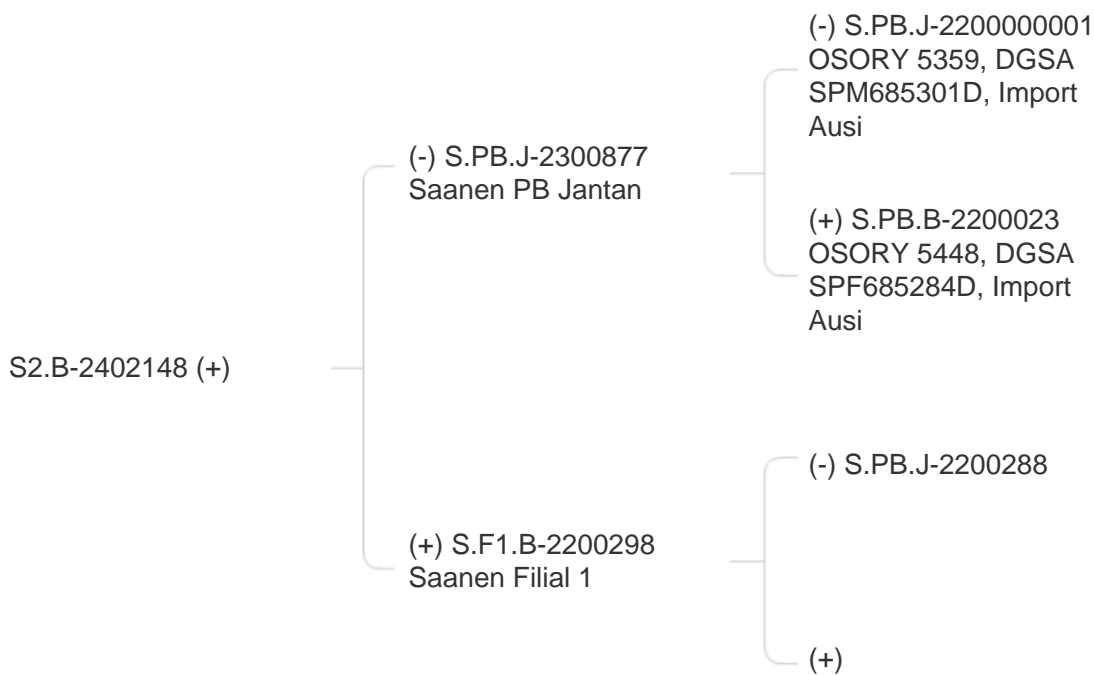 (-) S.PB.J-2200000001
OSORY 5359, DGSA
SPM685301D, Import
Ausi
(-) S.PB.J-2300877
Saanen PB Jantan
(+) S.PB.B-2200023
OSORY 5448, DGSA
SPF685284D, Import
Ausi
S2.B-2402148 (+)
(-) S.PB.J-2200288
(+) S.F1.B-2200298
Saanen Filial 1
(+)